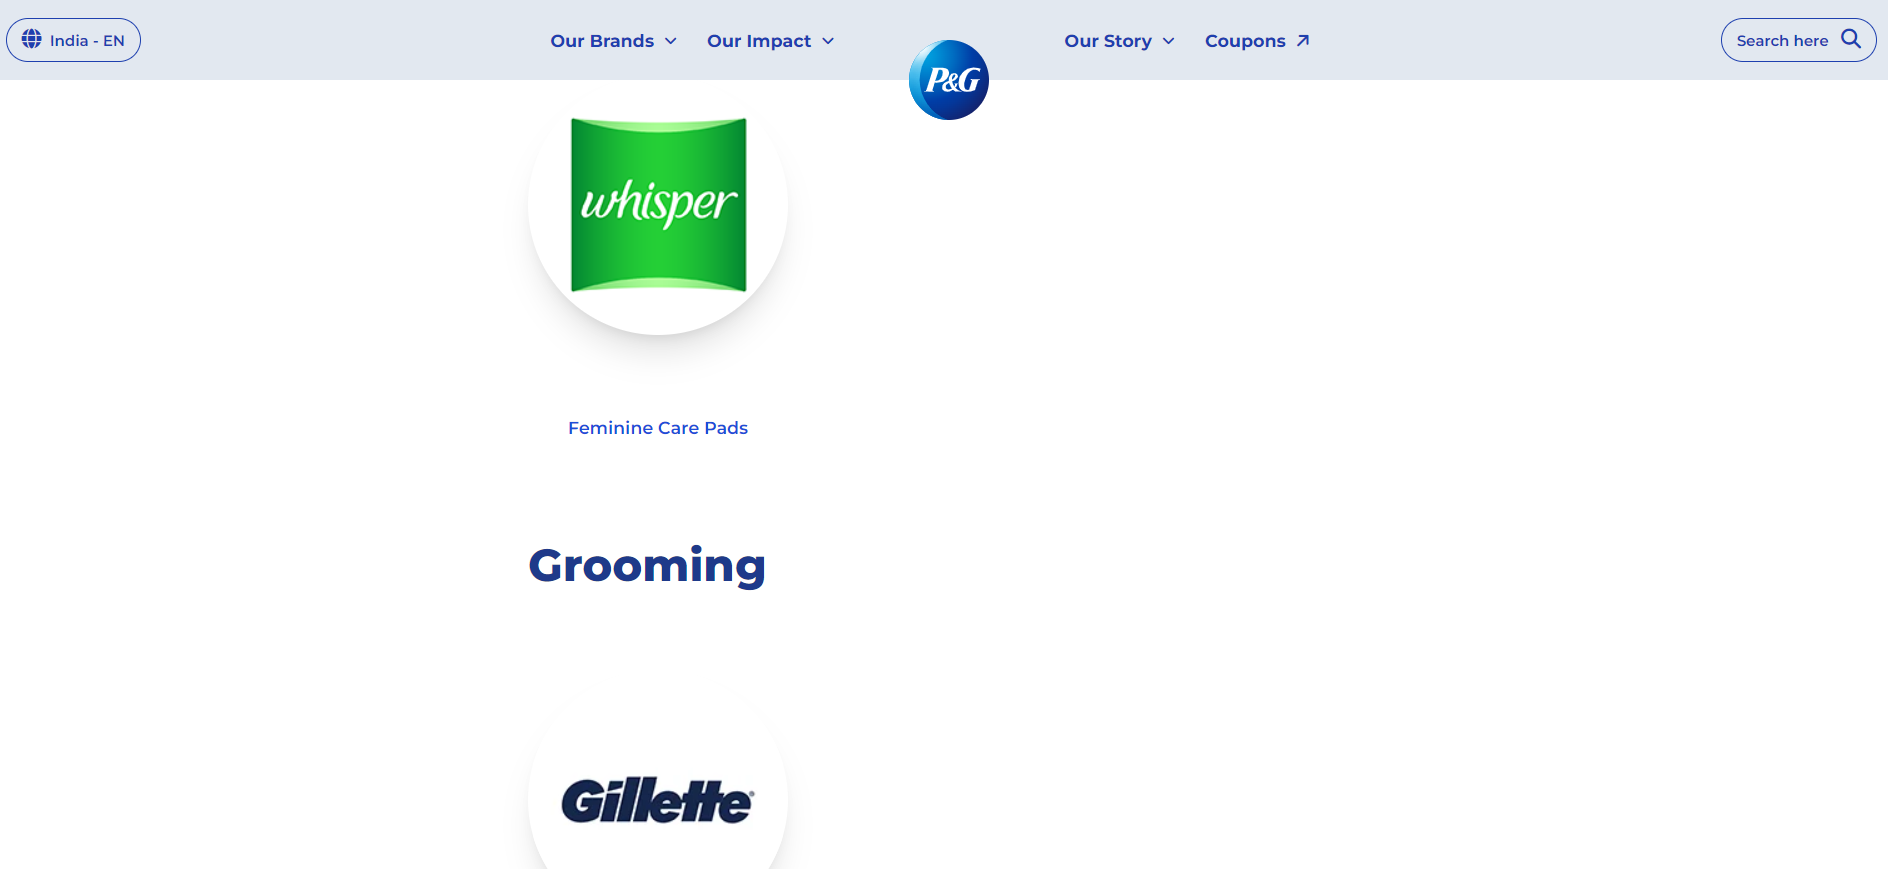 India - EN
Our Brands
Our Impact
P&G
Our Story
Coupons
Search here
whisper
Feminine Care Pads
Grooming
Gillette®